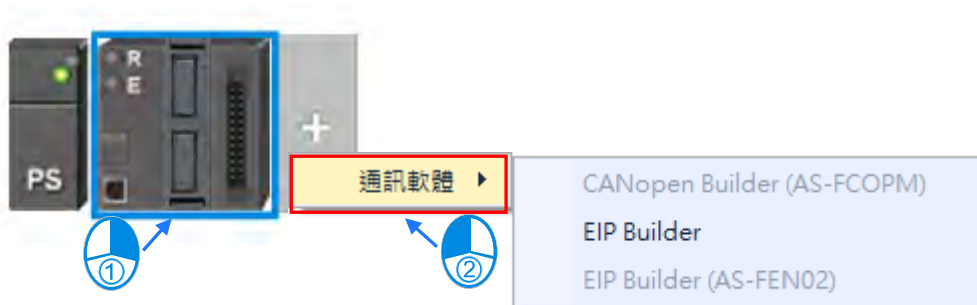 R
E
+
PS
通訊軟體
CANopen Builder (AS-FCOPM)
EIP Builder
EIP Builder (AS-FEN02)
①
②